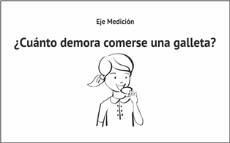 Eje Medición
¿Cuánto demora comerse una galleta?